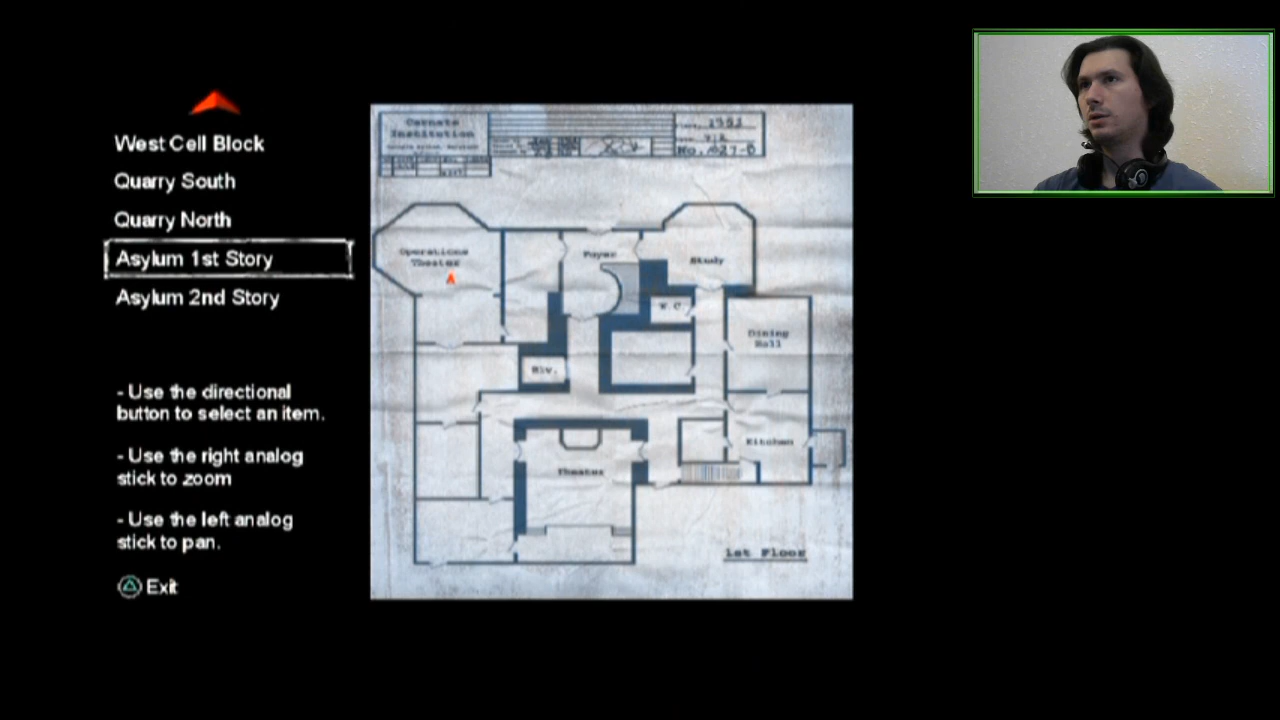 West Cell Block
Quarry South
Quarry North
Asylum 1st Story
Asylum 2nd Story
- Use the directional
button to select an item.
- Use the right analog
stick to zoom
- Use the left analog
stick to pan.
Exit
Carnate
Institution
Operations
Theater
Foyer
Study
W.C
Dining
Hall
Elv.
Kitchen
Theater
1st Floor